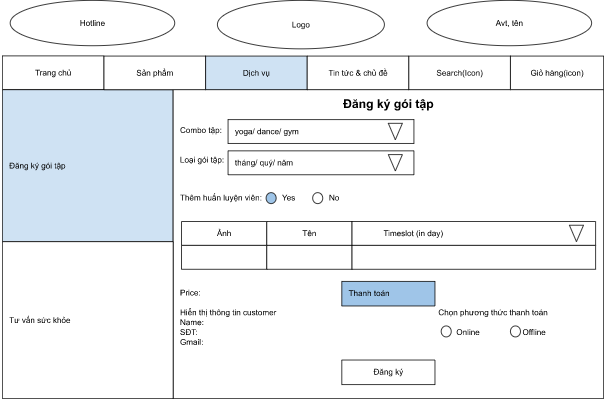 Hotline
Logo
Avt, tên
Trang chủ
Sản phẩm
Dịch vụ
Tin tức & chủ đề
Search(Icon)
Giỏ hàng(icon)
Đăng ký gói tập
Đăng ký gói tập
Combo tập:
yoga/ dance/ gym
Loại gói tập:
tháng/ quý/ năm
Thêm huấn luyện viên:
Yes
No
Ảnh
Tên
Timeslot (in day)
Price:
Thanh toán
Hiển thị thông tin customer
Name:
SĐT:
Gmail:
Chọn phương thức thanh toán
Online
Offline
Tư vấn sức khỏe
Đăng ký